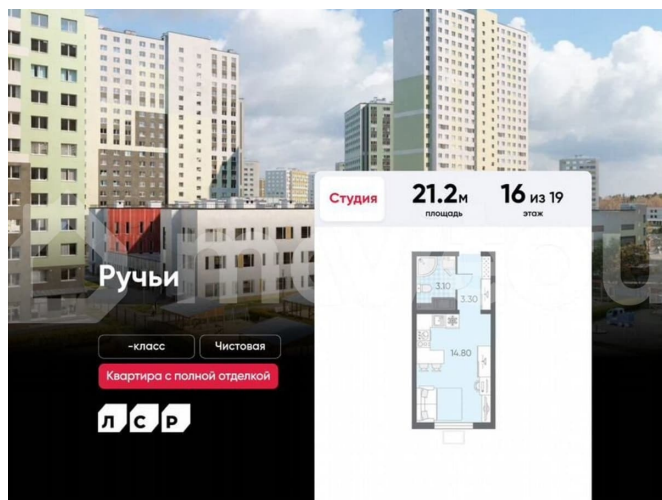 Студия
21.2м
площадь
16 из 19
этаж
Ручьи
-класс
Чистовая
Квартира с полной отделкой
ЛСР
3.10
3.30
14.80